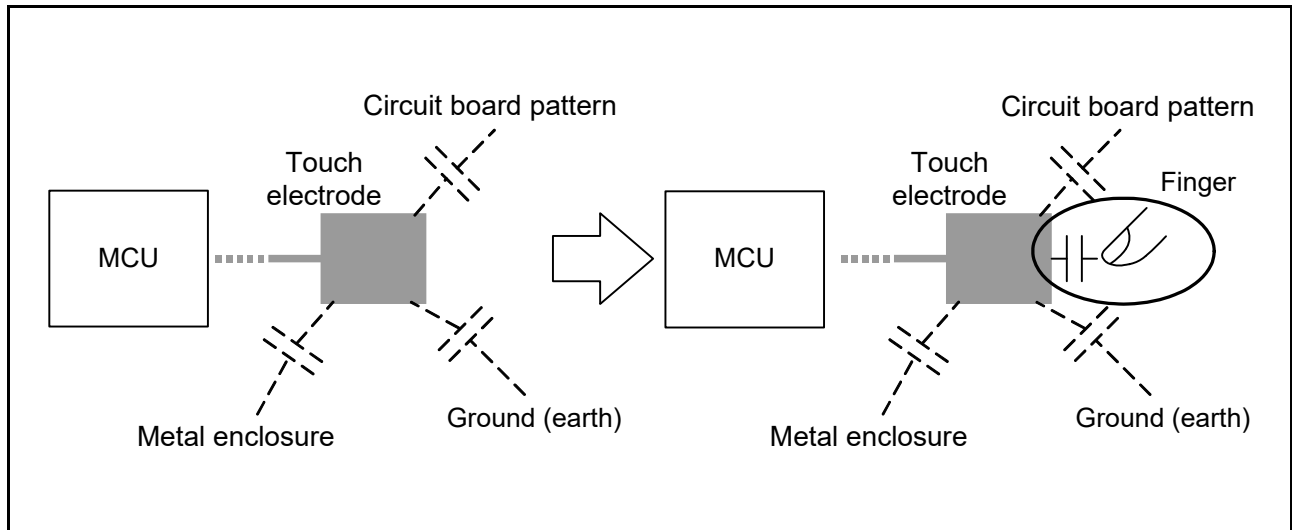 Circuit board pattern
Touch
electrode
MCU
Metal enclosure
Ground (earth)
Circuit board pattern
Touch
electrode
Finger
MCU
Metal enclosure
Ground (earth)